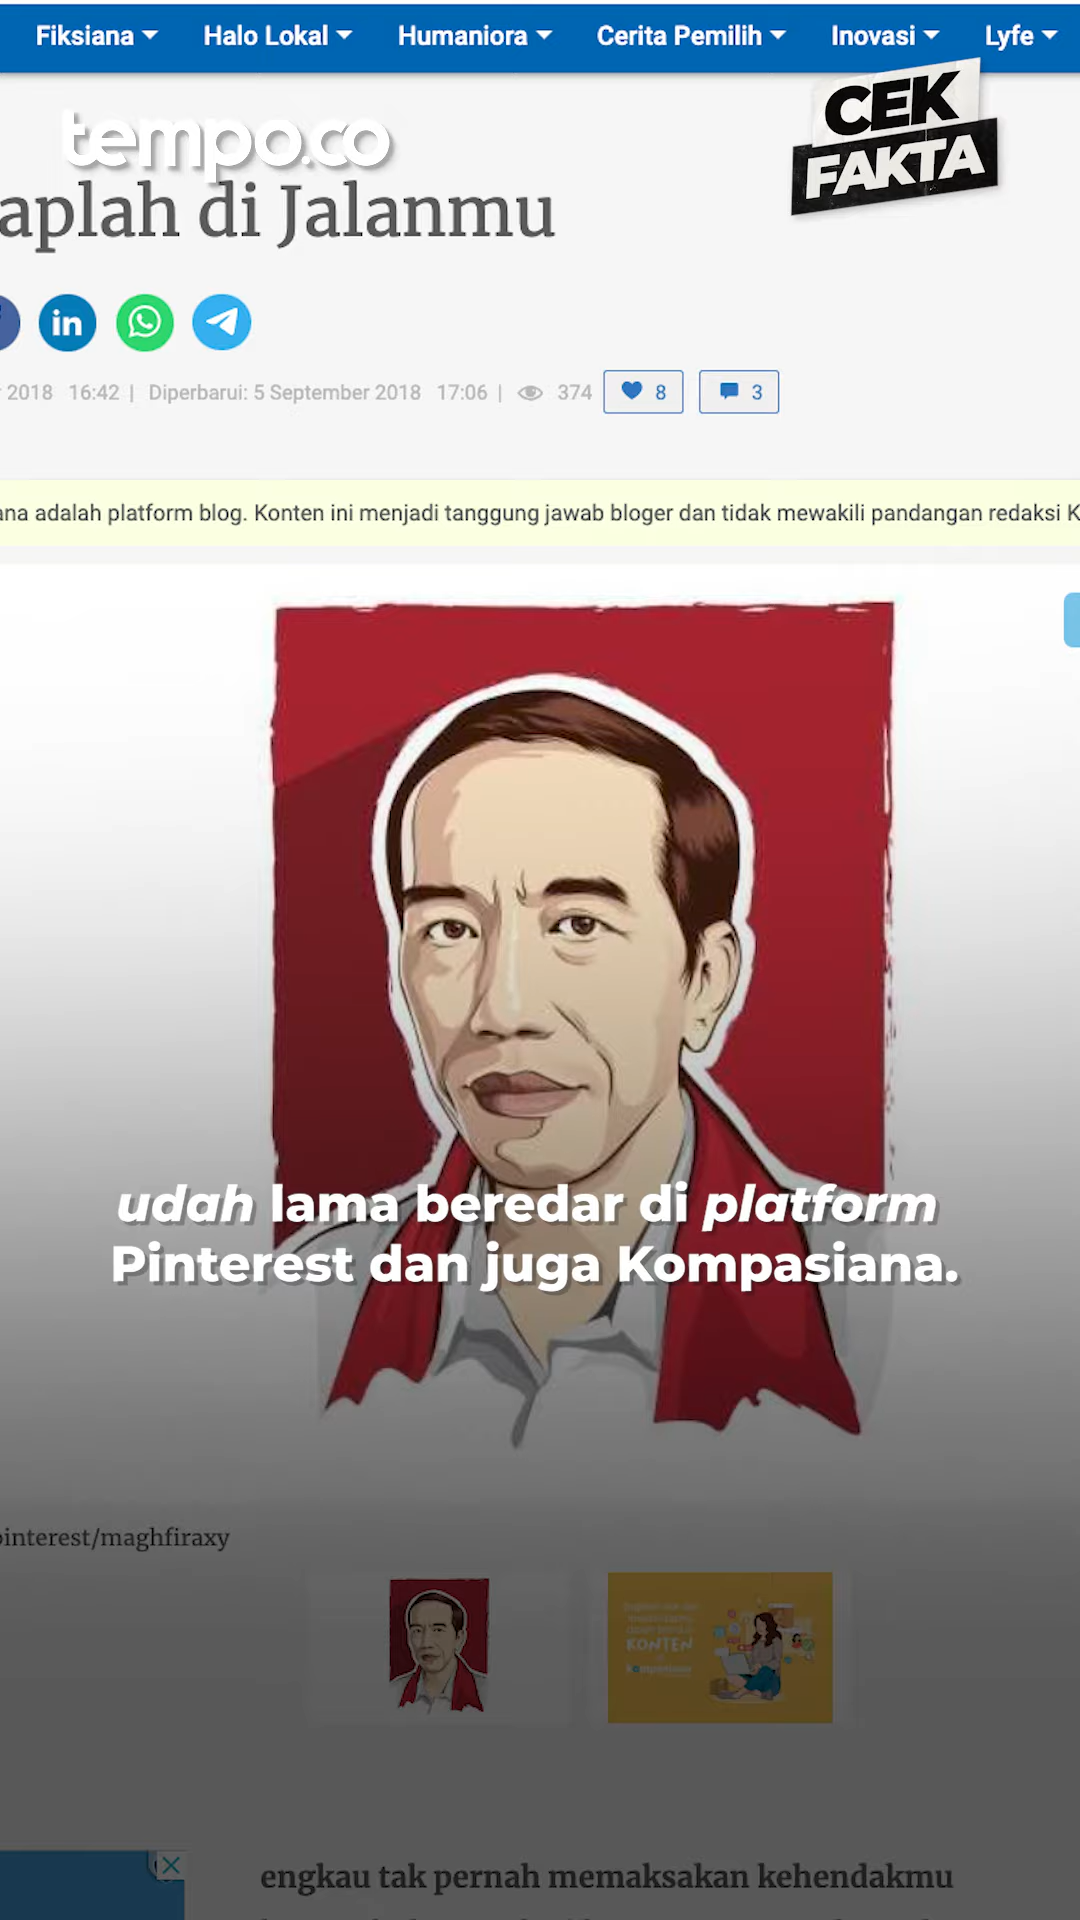 Fiksiana Halo Lokal Humaniora Cerita Pemilih Inovasi Lyfe
CEK
FAKTA
tempo.co
aplah di Jalanmu
in
2018 16:42 | Diperbarui: 5 September 2018 17:06 | 374 8 3
ana adalah platform blog. Konten ini menjadi tanggung jawab bloger dan tidak mewakili pandangan redaksi K
udah lama beredar di platform
Pinterest dan juga Kompasiana.
pinterest/maghfiraxy
KONTEN
Kompasiana
engkau tak pernah memaksakan kehendakmu